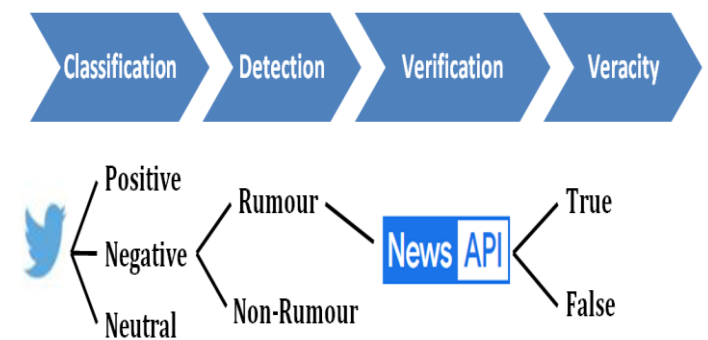 Classification Detection Verification Veracity
Positive
Rumour True
Negative News API
Non-Rumour False
Neutral